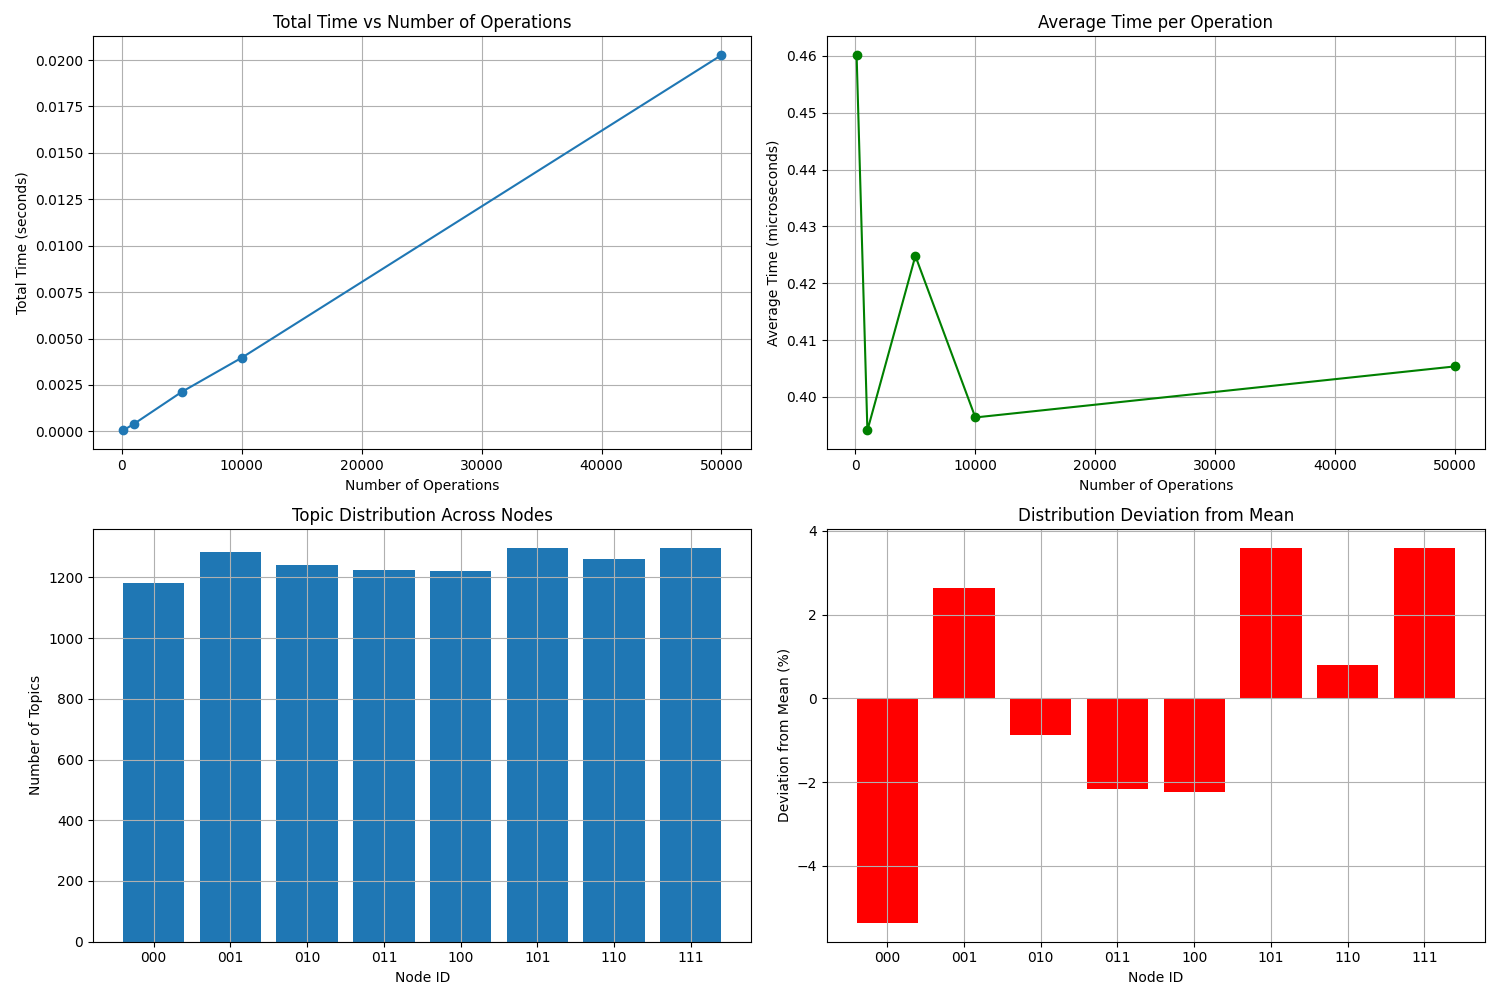 Total Time vs Number of Operations
Total Time (seconds)
0.0200
0.0175
0.0150
0.0125
0.0100
0.0075
0.0050
0.0025
0.0000
0 10000 20000 30000 40000 50000
Number of Operations
Average Time per Operation
Average Time (microseconds)
0.46
0.45
0.44
0.43
0.42
0.41
0.40
0 10000 20000 30000 40000 50000
Number of Operations
Topic Distribution Across Nodes
Number of Topics
1200
1000
800
600
400
200
0
000 001 010 011 100 101 110 111
Node ID
Distribution Deviation from Mean
Deviation from Mean (%)
4
2
0
−2
−4
000 001 010 011 100 101 110 111
Node ID